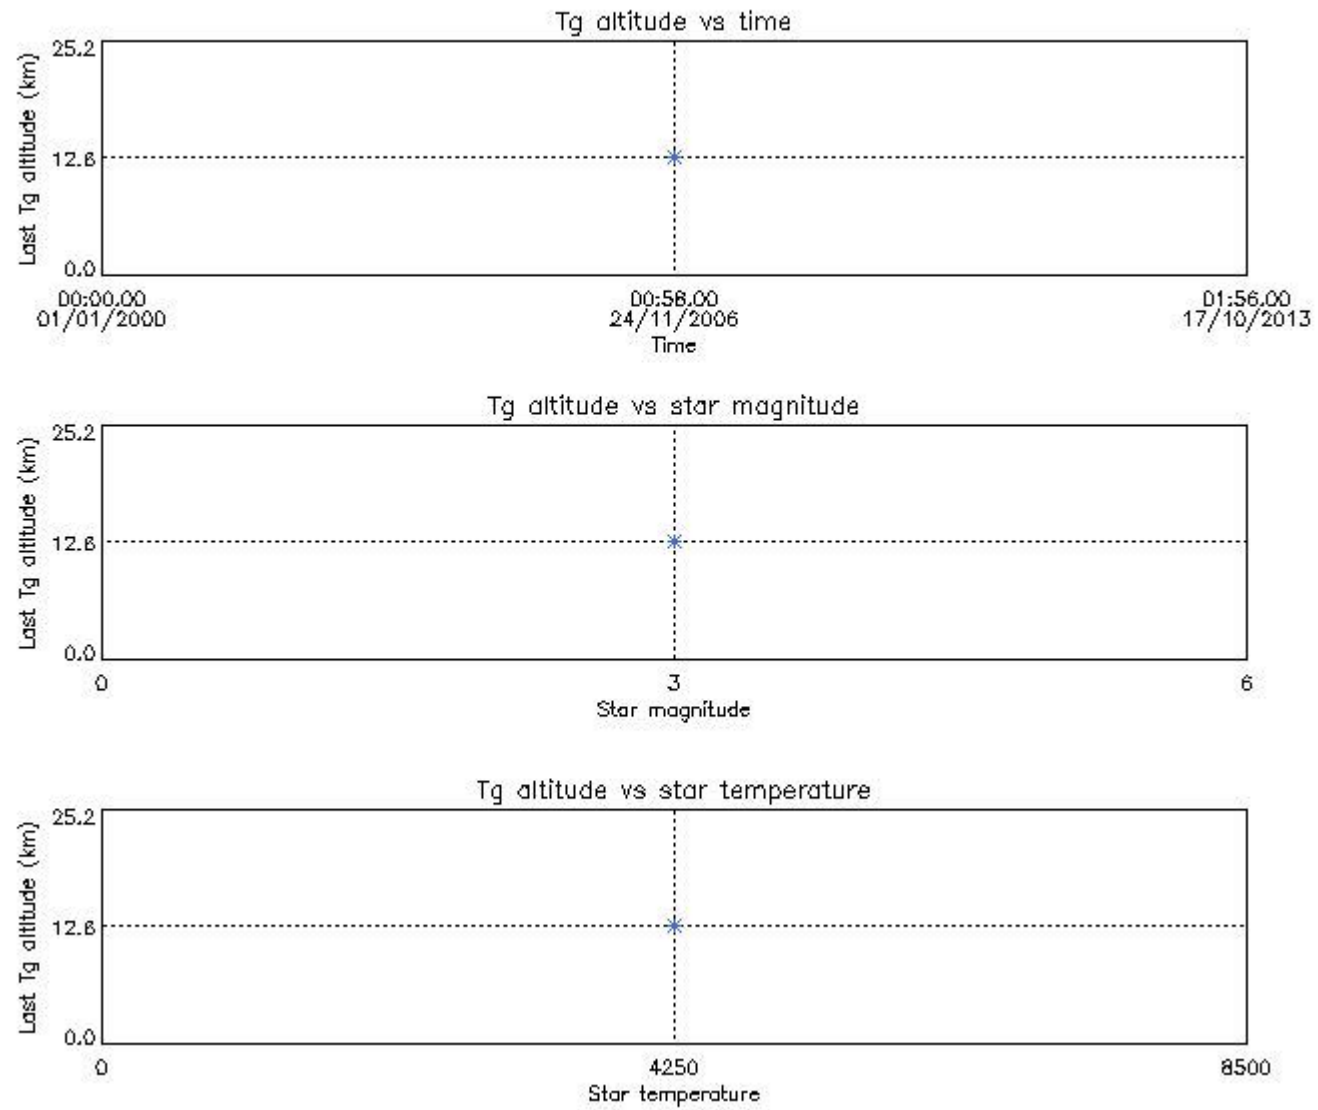 Tg altitude vs time
Last Tg altitude (km)
25.2
12.6
0.0
00:00.00
01/01/2000
00:58.00
24/11/2006
01:56.00
17/10/2013
Time
Tg altitude vs star magnitude
Last Tg altitude (km)
25.2
12.6
0.0
0
3
6
Star magnitude
Tg altitude vs star temperature
Last Tg altitude (km)
25.2
12.6
0.0
0
4250
8500
Star temperature